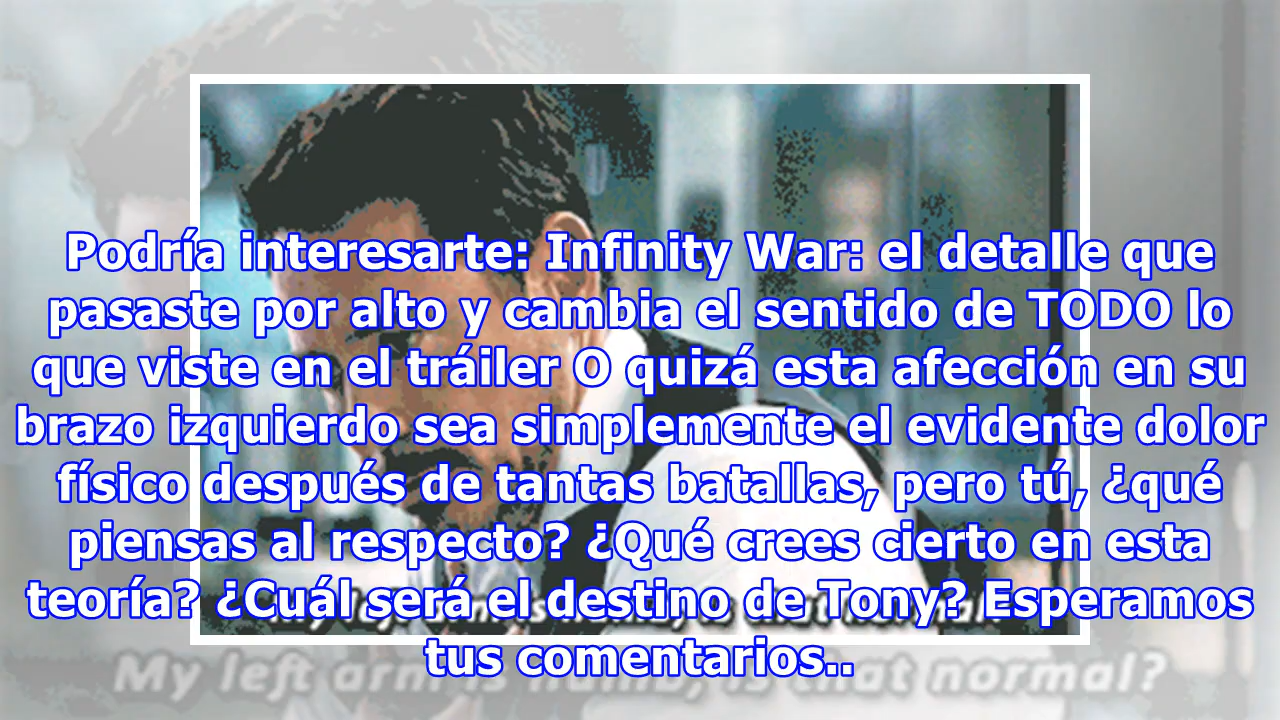 Podría interesarte: Infinity War: el detalle que
pasaste por alto y cambia el sentido de TODO lo
que viste en el tráiler O quizá esta afección en su
brazo izquierdo sea simplemente el evidente dolor
físico después de tantas batallas, pero tú, ¿qué
piensas al respecto? ¿Qué crees cierto en esta
teoría? ¿Cuál será el destino de Tony? Esperamos
tus comentarios..
My left arm is numb, is that normal?